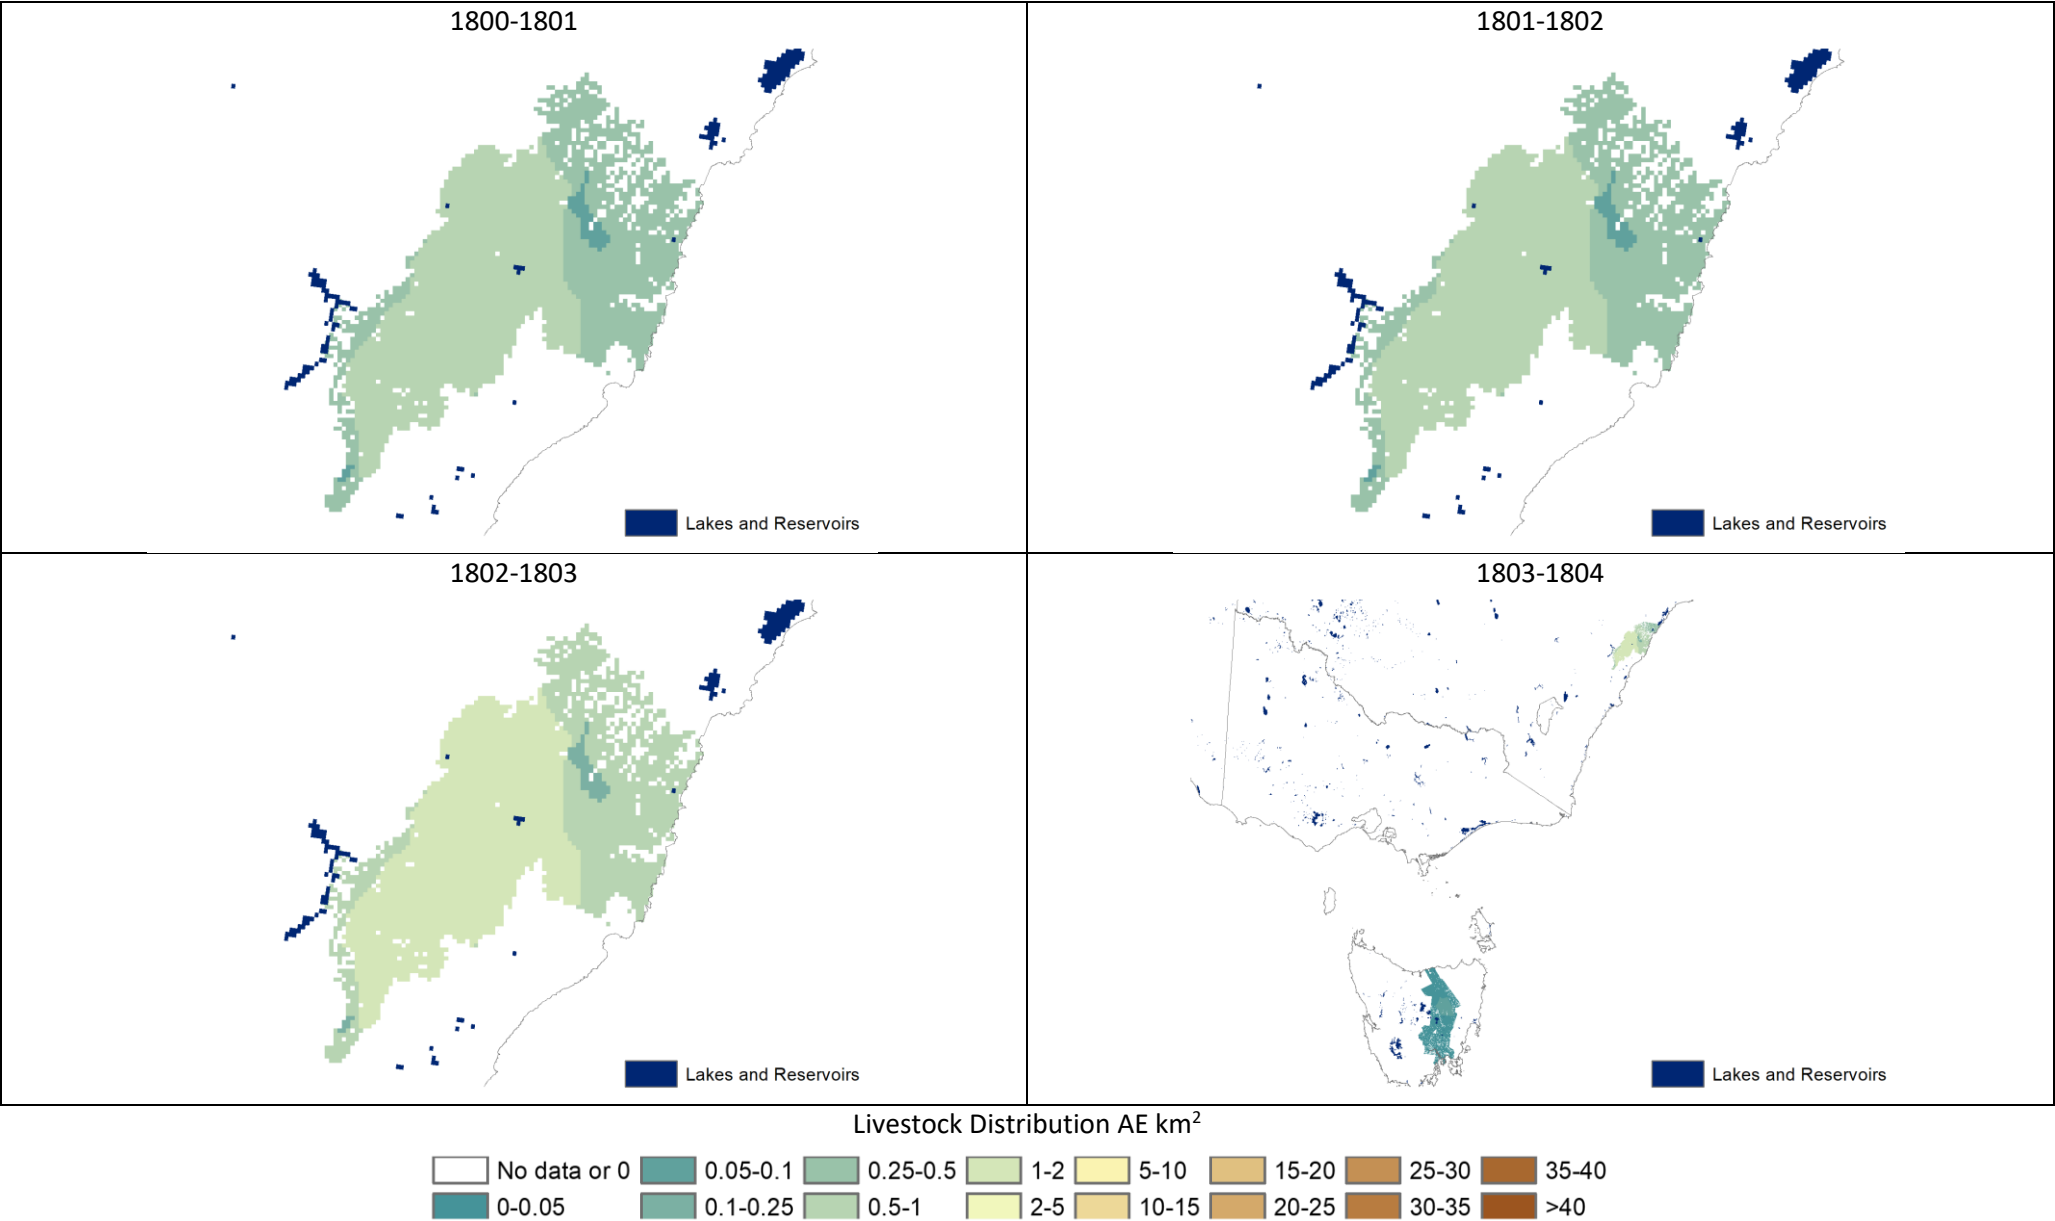 1800-1801
1801-1802
Lakes and Reservoirs
Lakes and Reservoirs
1802-1803
1803-1804
Lakes and Reservoirs
Lakes and Reservoirs
Livestock Distribution AE km²
No data or 0 0.05-0.1 0.25-0.5 1-2 5-10 15-20 25-30 35-40
0-0.05 0.1-0.25 0.5-1 2-5 10-15 20-25 30-35 >40